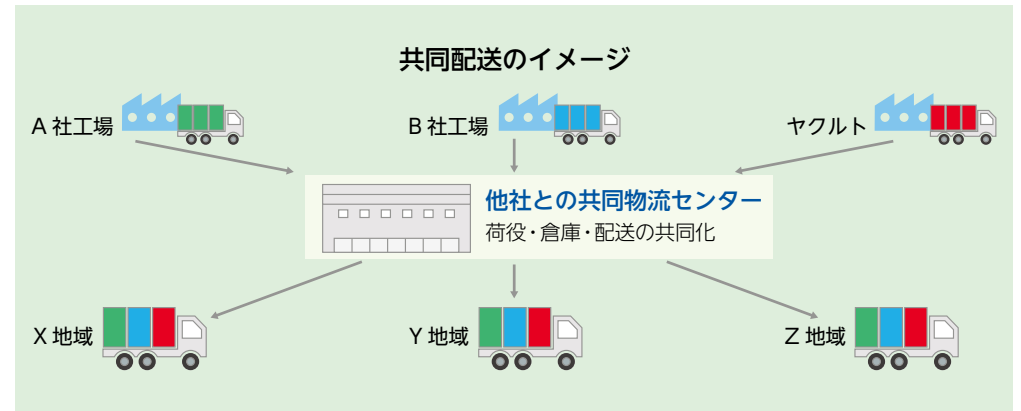 共同配送のイメージ
A 社工場
B 社工場
ヤクルト
他社との共同物流センター
荷役・倉庫・配送の共同化
X 地域
Y 地域
Z 地域